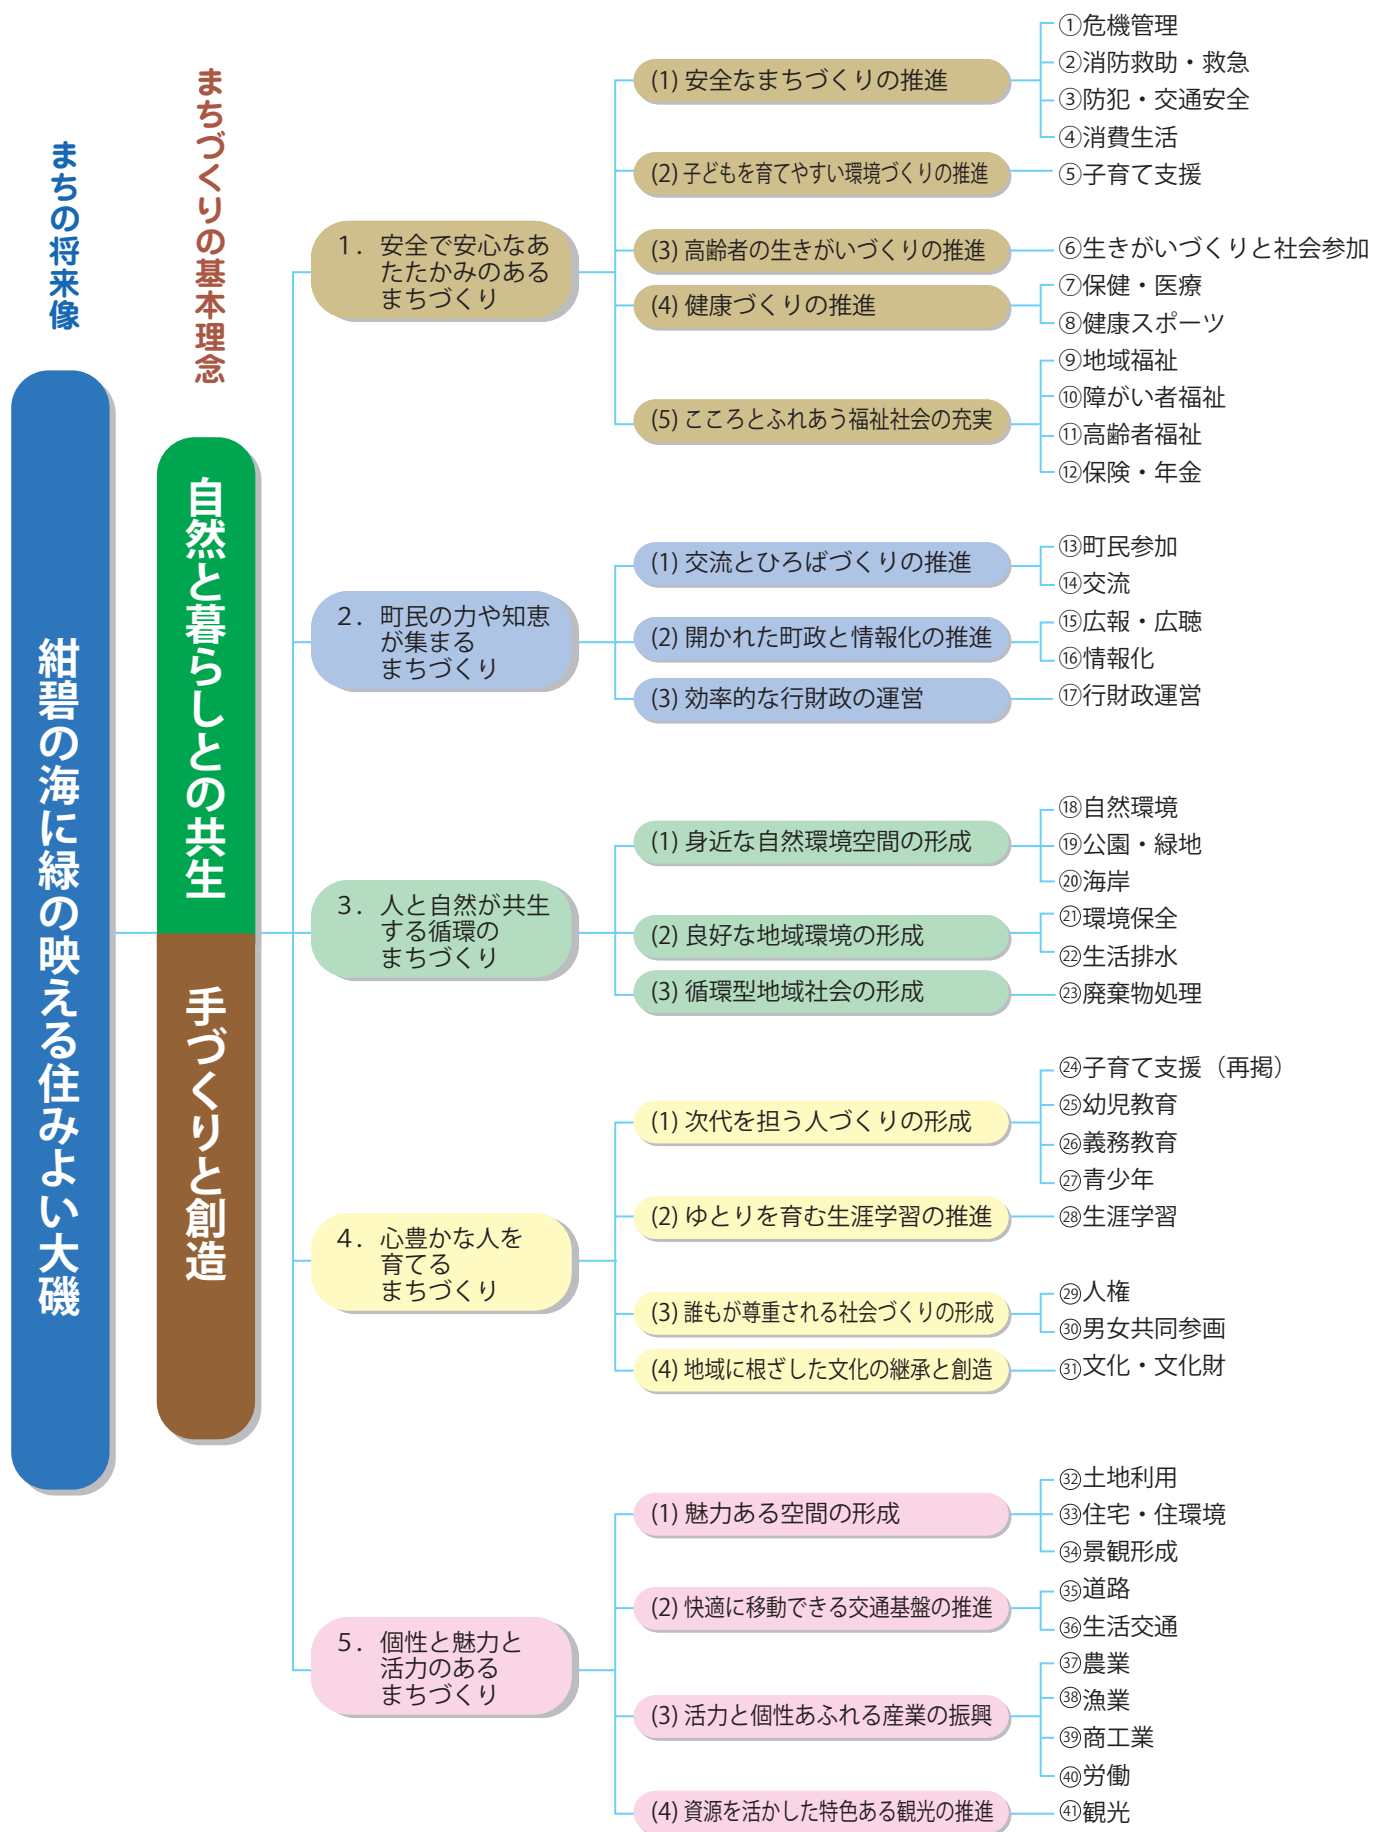 まちの将来像
紺碧の海に緑の映える住みよい大磯
まちづくりの基本理念
自然と暮らしとの共生
手づくりと創造
1. 安全で安心なあ
たたかみのある
まちづくり
(1) 安全なまちづくりの推進
①危機管理
②消防救助・救急
③防犯・交通安全
④消費生活
(2) 子どもを育てやすい環境づくりの推進
⑤子育て支援
(3) 高齢者の生きがいづくりの推進
⑥生きがいづくりと社会参加
(4) 健康づくりの推進
⑦保健・医療
⑧健康スポーツ
(5) こころとふれあう福祉社会の充実
⑨地域福祉
⑩障がい者福祉
⑪高齢者福祉
⑫保険・年金
2. 町民の力や知恵
が集まる
まちづくり
(1) 交流とひろばづくりの推進
⑬町民参加
⑭交流
(2) 開かれた町政と情報化の推進
⑮広報・広聴
⑯情報化
(3) 効率的な行財政の運営
⑰行財政運営
3. 人と自然が共生
する循環の
まちづくり
(1) 身近な自然環境空間の形成
⑱自然環境
⑲公園・緑地
⑳海岸
(2) 良好な地域環境の形成
㉑環境保全
㉒生活排水
(3) 循環型地域社会の形成
㉓廃棄物処理
4. 心豊かな人を
育てる
まちづくり
(1) 次代を担う人づくりの形成
㉔子育て支援（再掲）
㉕幼児教育
㉖義務教育
㉗青少年
(2) ゆとりを育む生涯学習の推進
㉘生涯学習
(3) 誰もが尊重される社会づくりの形成
㉙人権
㉚男女共同参画
(4) 地域に根ざした文化の継承と創造
㉛文化・文化財
5. 個性と魅力と
活力のある
まちづくり
(1) 魅力ある空間の形成
㉜土地利用
㉝住宅・住環境
㉞景観形成
(2) 快適に移動できる交通基盤の推進
㉟道路
㊱生活交通
(3) 活力と個性あふれる産業の振興
㊲農業
㊳漁業
㊴商工業
㊵労働
(4) 資源を活かした特色ある観光の推進
㊶観光